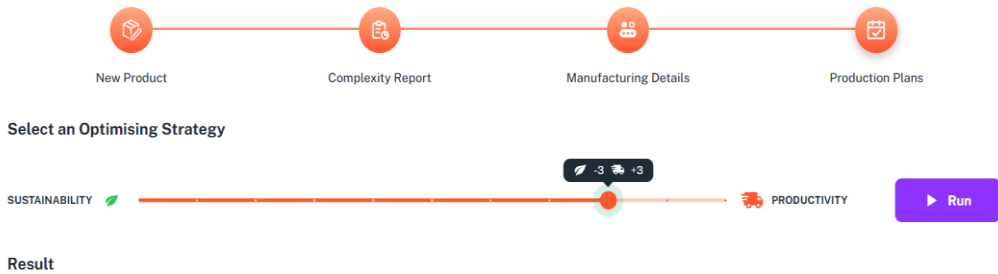 New Product
Complexity Report
Manufacturing Details
Production Plans
Select an Optimising Strategy
-3 +3
SUSTAINABILITY
PRODUCTIVITY
Run
Result